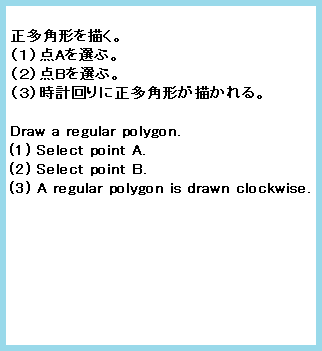 正多角形を描く。
（１）点Aを選ぶ。
（２）点Bを選ぶ。
（３）時計回りに正多角形が描かれる。
Draw a regular polygon.
(1) Select point A.
(2) Select point B.
(3) A regular polygon is drawn clockwise.